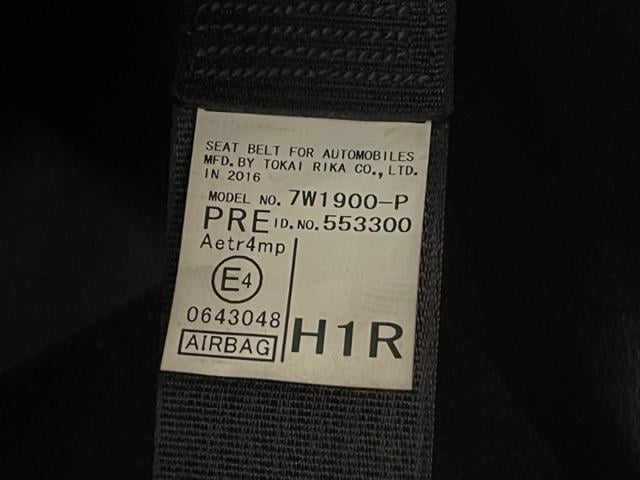 SEAT BELT FOR AUTOMOBILES
MFD. BY TOKAI RIKA CO., LTD.
IN 2016
MODEL NO. 7W1900-P
PRE ID.NO. 553300
Aetr4mp
E4
0643048
AIRBAG
H1R